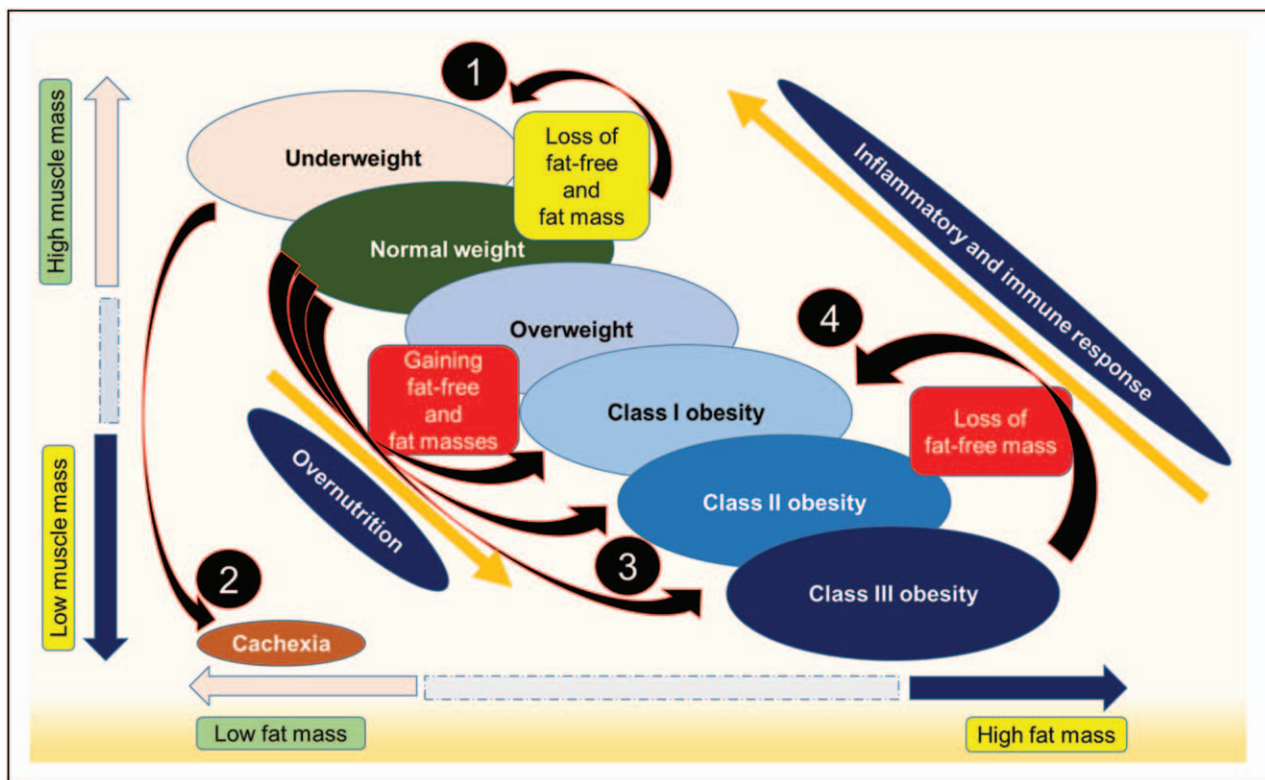 1
High muscle mass
Underweight
Loss of
fat-free
and
fat mass
Inflammatory and immune response
Normal weight
Overweight
4
Gaining
fat-free
and
fat masses
Class I obesity
Loss of
fat-free mass
Low muscle mass
Overnutrition
Class II obesity
2
3
Class III obesity
Cachexia
Low fat mass
High fat mass